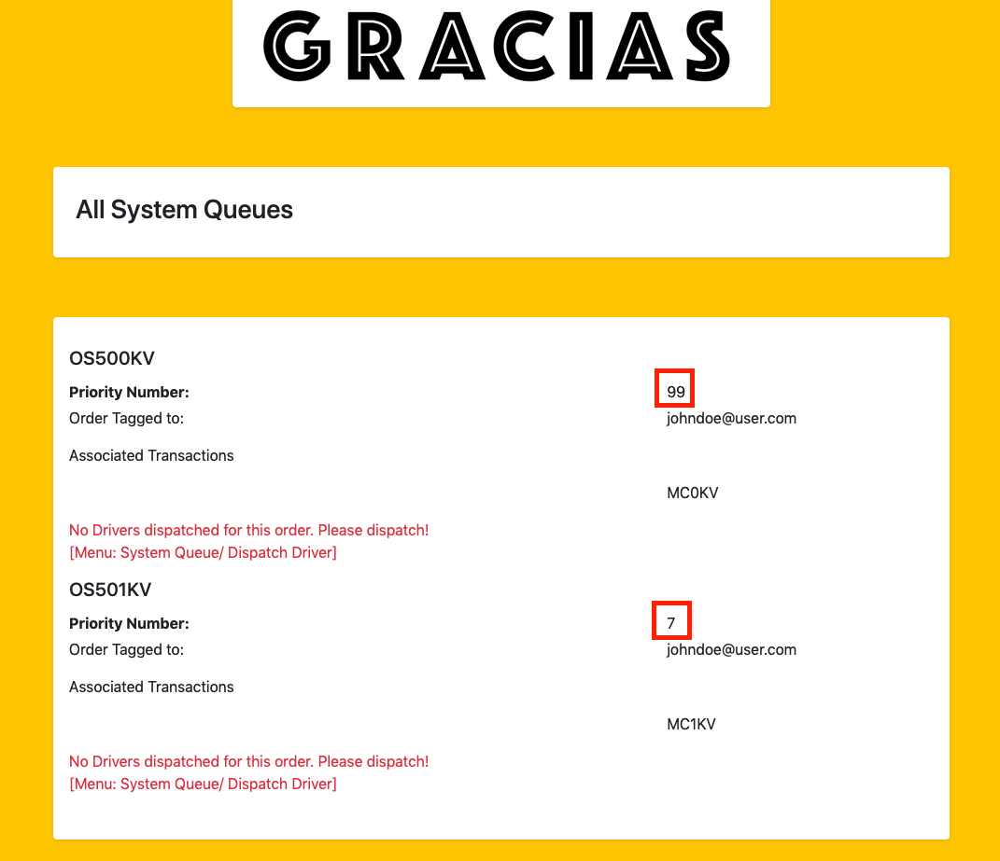 GRACIAS
All System Queues
OS500KV
Priority Number: 99
Order Tagged to: johndoe@user.com
Associated Transactions
MC0KV
No Drivers dispatched for this order. Please dispatch!
[Menu: System Queue/ Dispatch Driver]
OS501KV
Priority Number: 7
Order Tagged to: johndoe@user.com
Associated Transactions
MC1KV
No Drivers dispatched for this order. Please dispatch!
[Menu: System Queue/ Dispatch Driver]